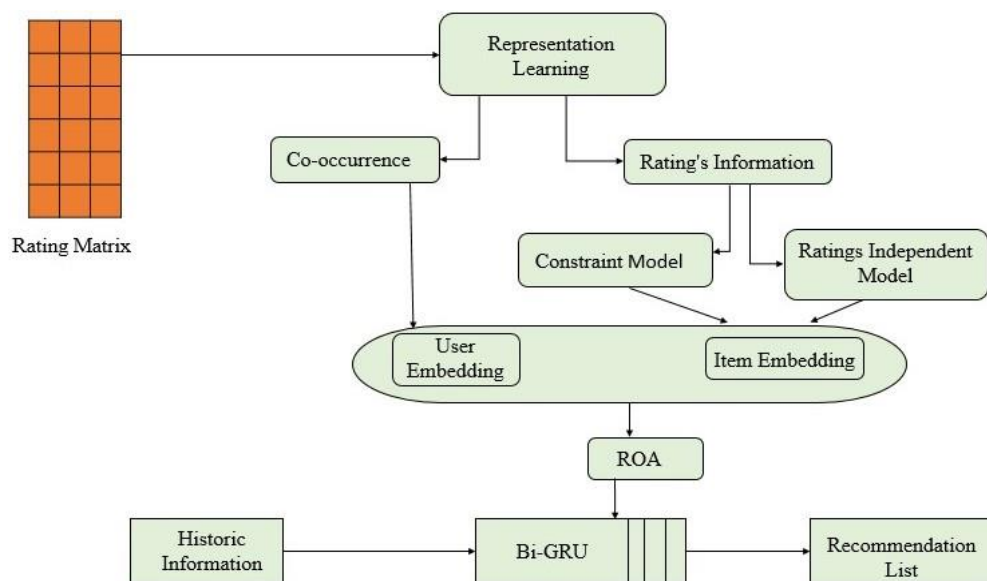 Representation
Learning
Co-occurrence
Rating's Information
Rating Matrix
Constraint Model
Ratings Independent
Model
User
Embedding
Item Embedding
ROA
Historic
Information
Bi-GRU
Recommendation
List